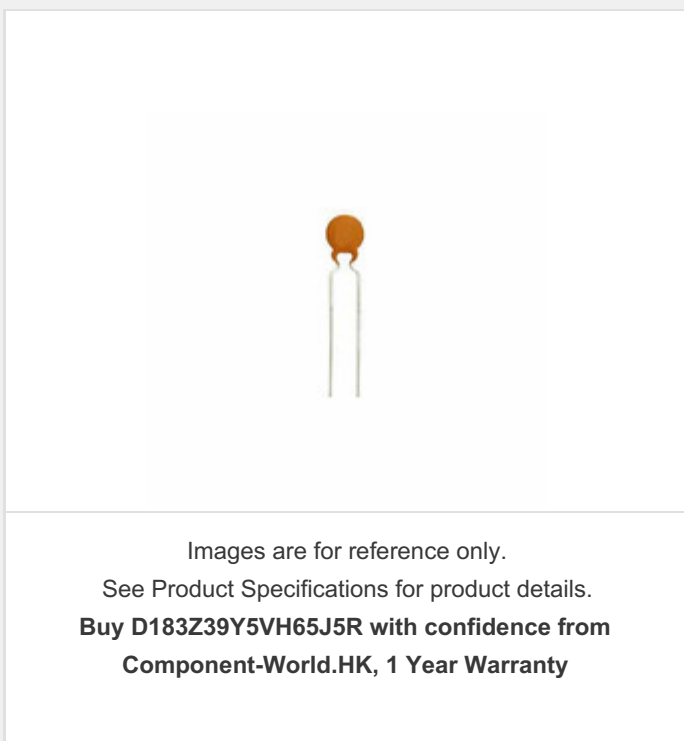 Images are for reference only.
See Product Specifications for product details.
Buy D183Z39Y5VH65J5R with confidence from
Component-World.HK, 1 Year Warranty